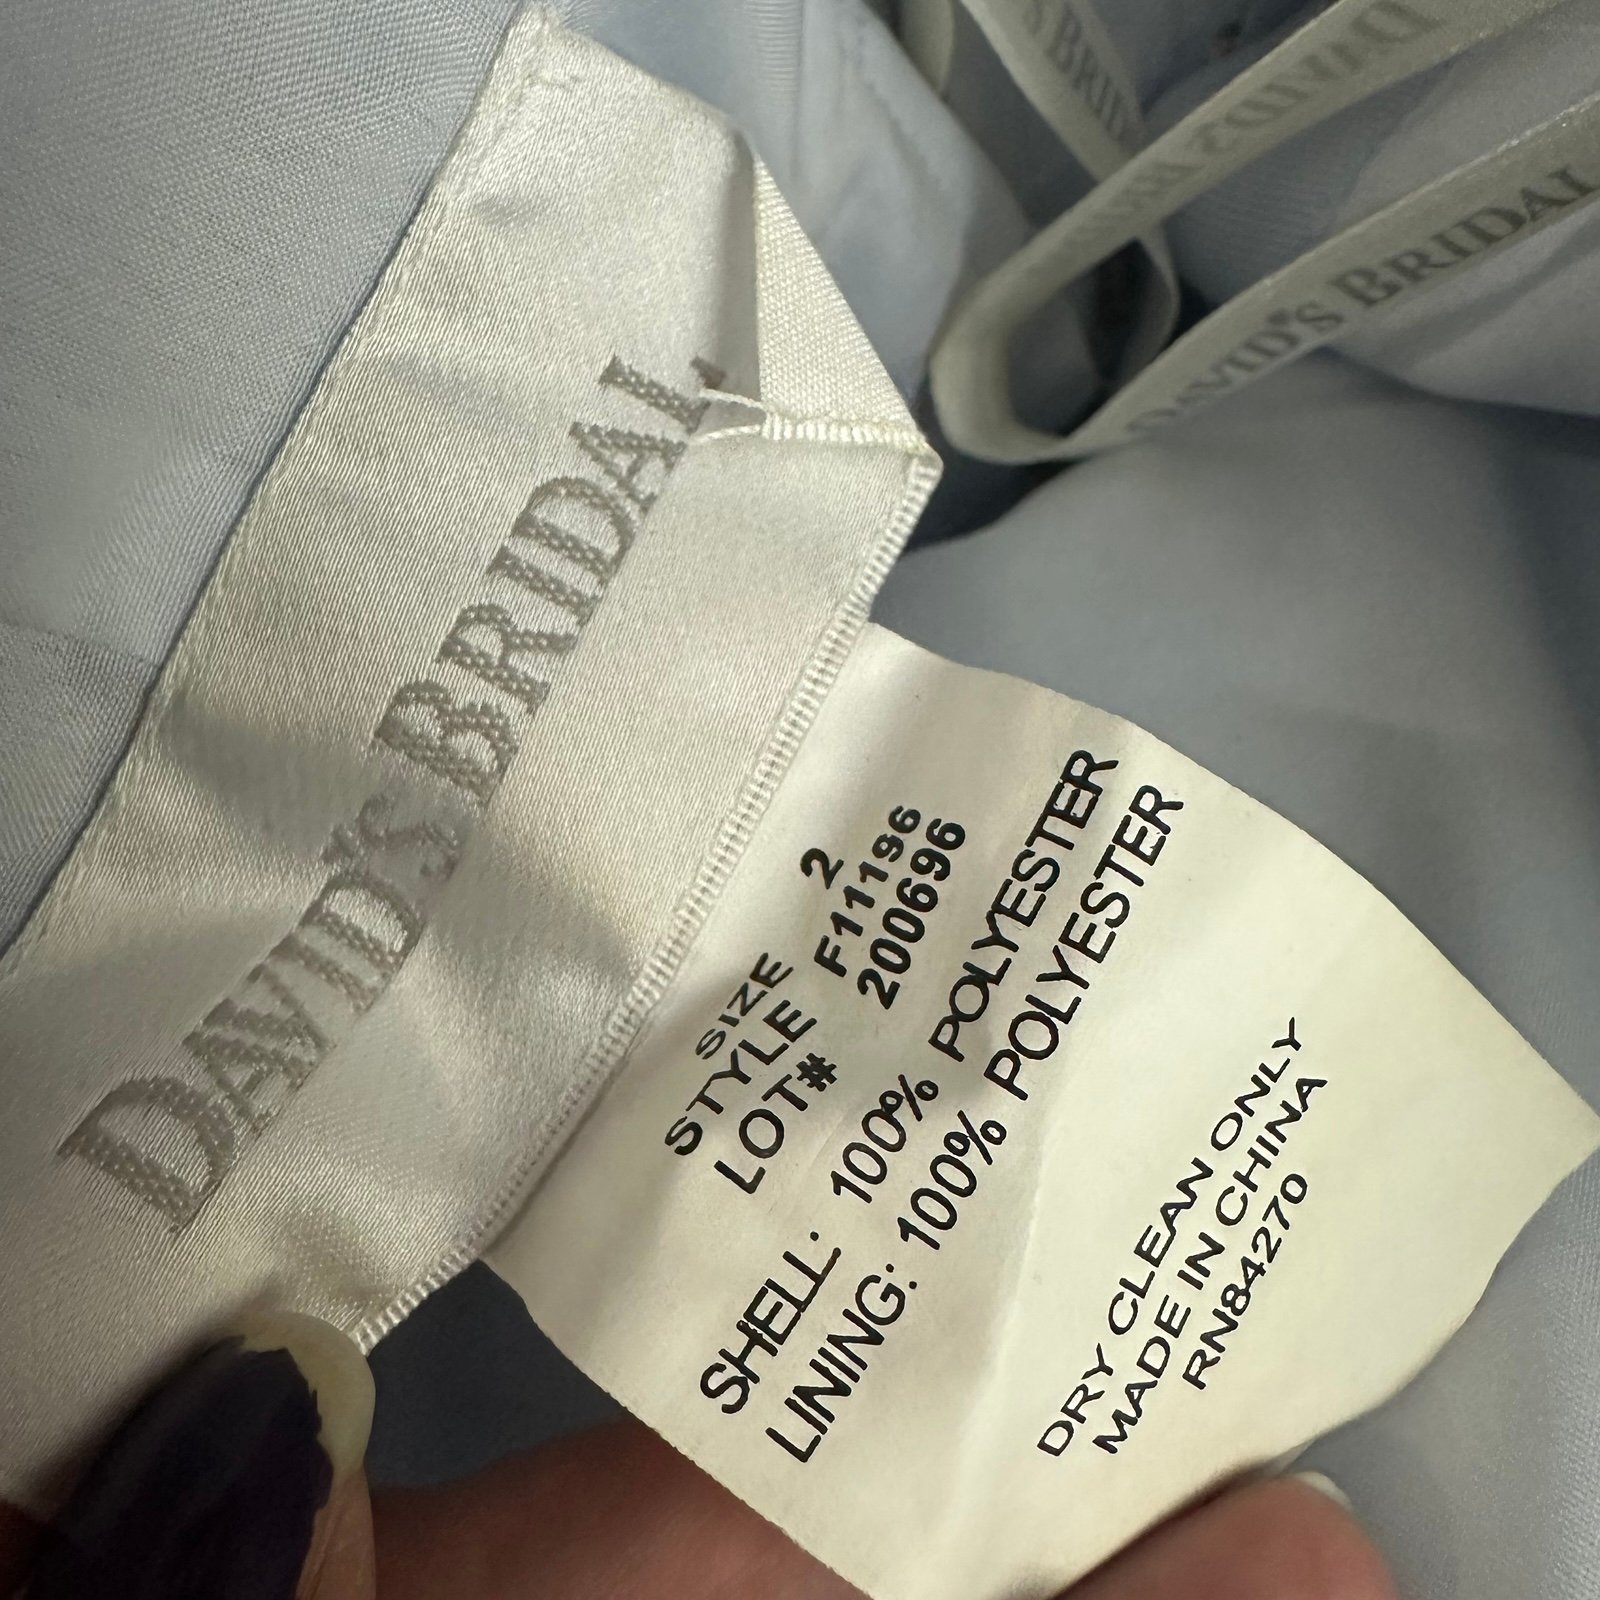 DAVID'S BRIDAL
SIZE 2
STYLE F11196
LOT# 200696
SHELL: 100% POLYESTER
LINING: 100% POLYESTER
DRY CLEAN ONLY
MADE IN CHINA
RN84270
DAVID'S BRIDAL
DAVID'S
'S BRID